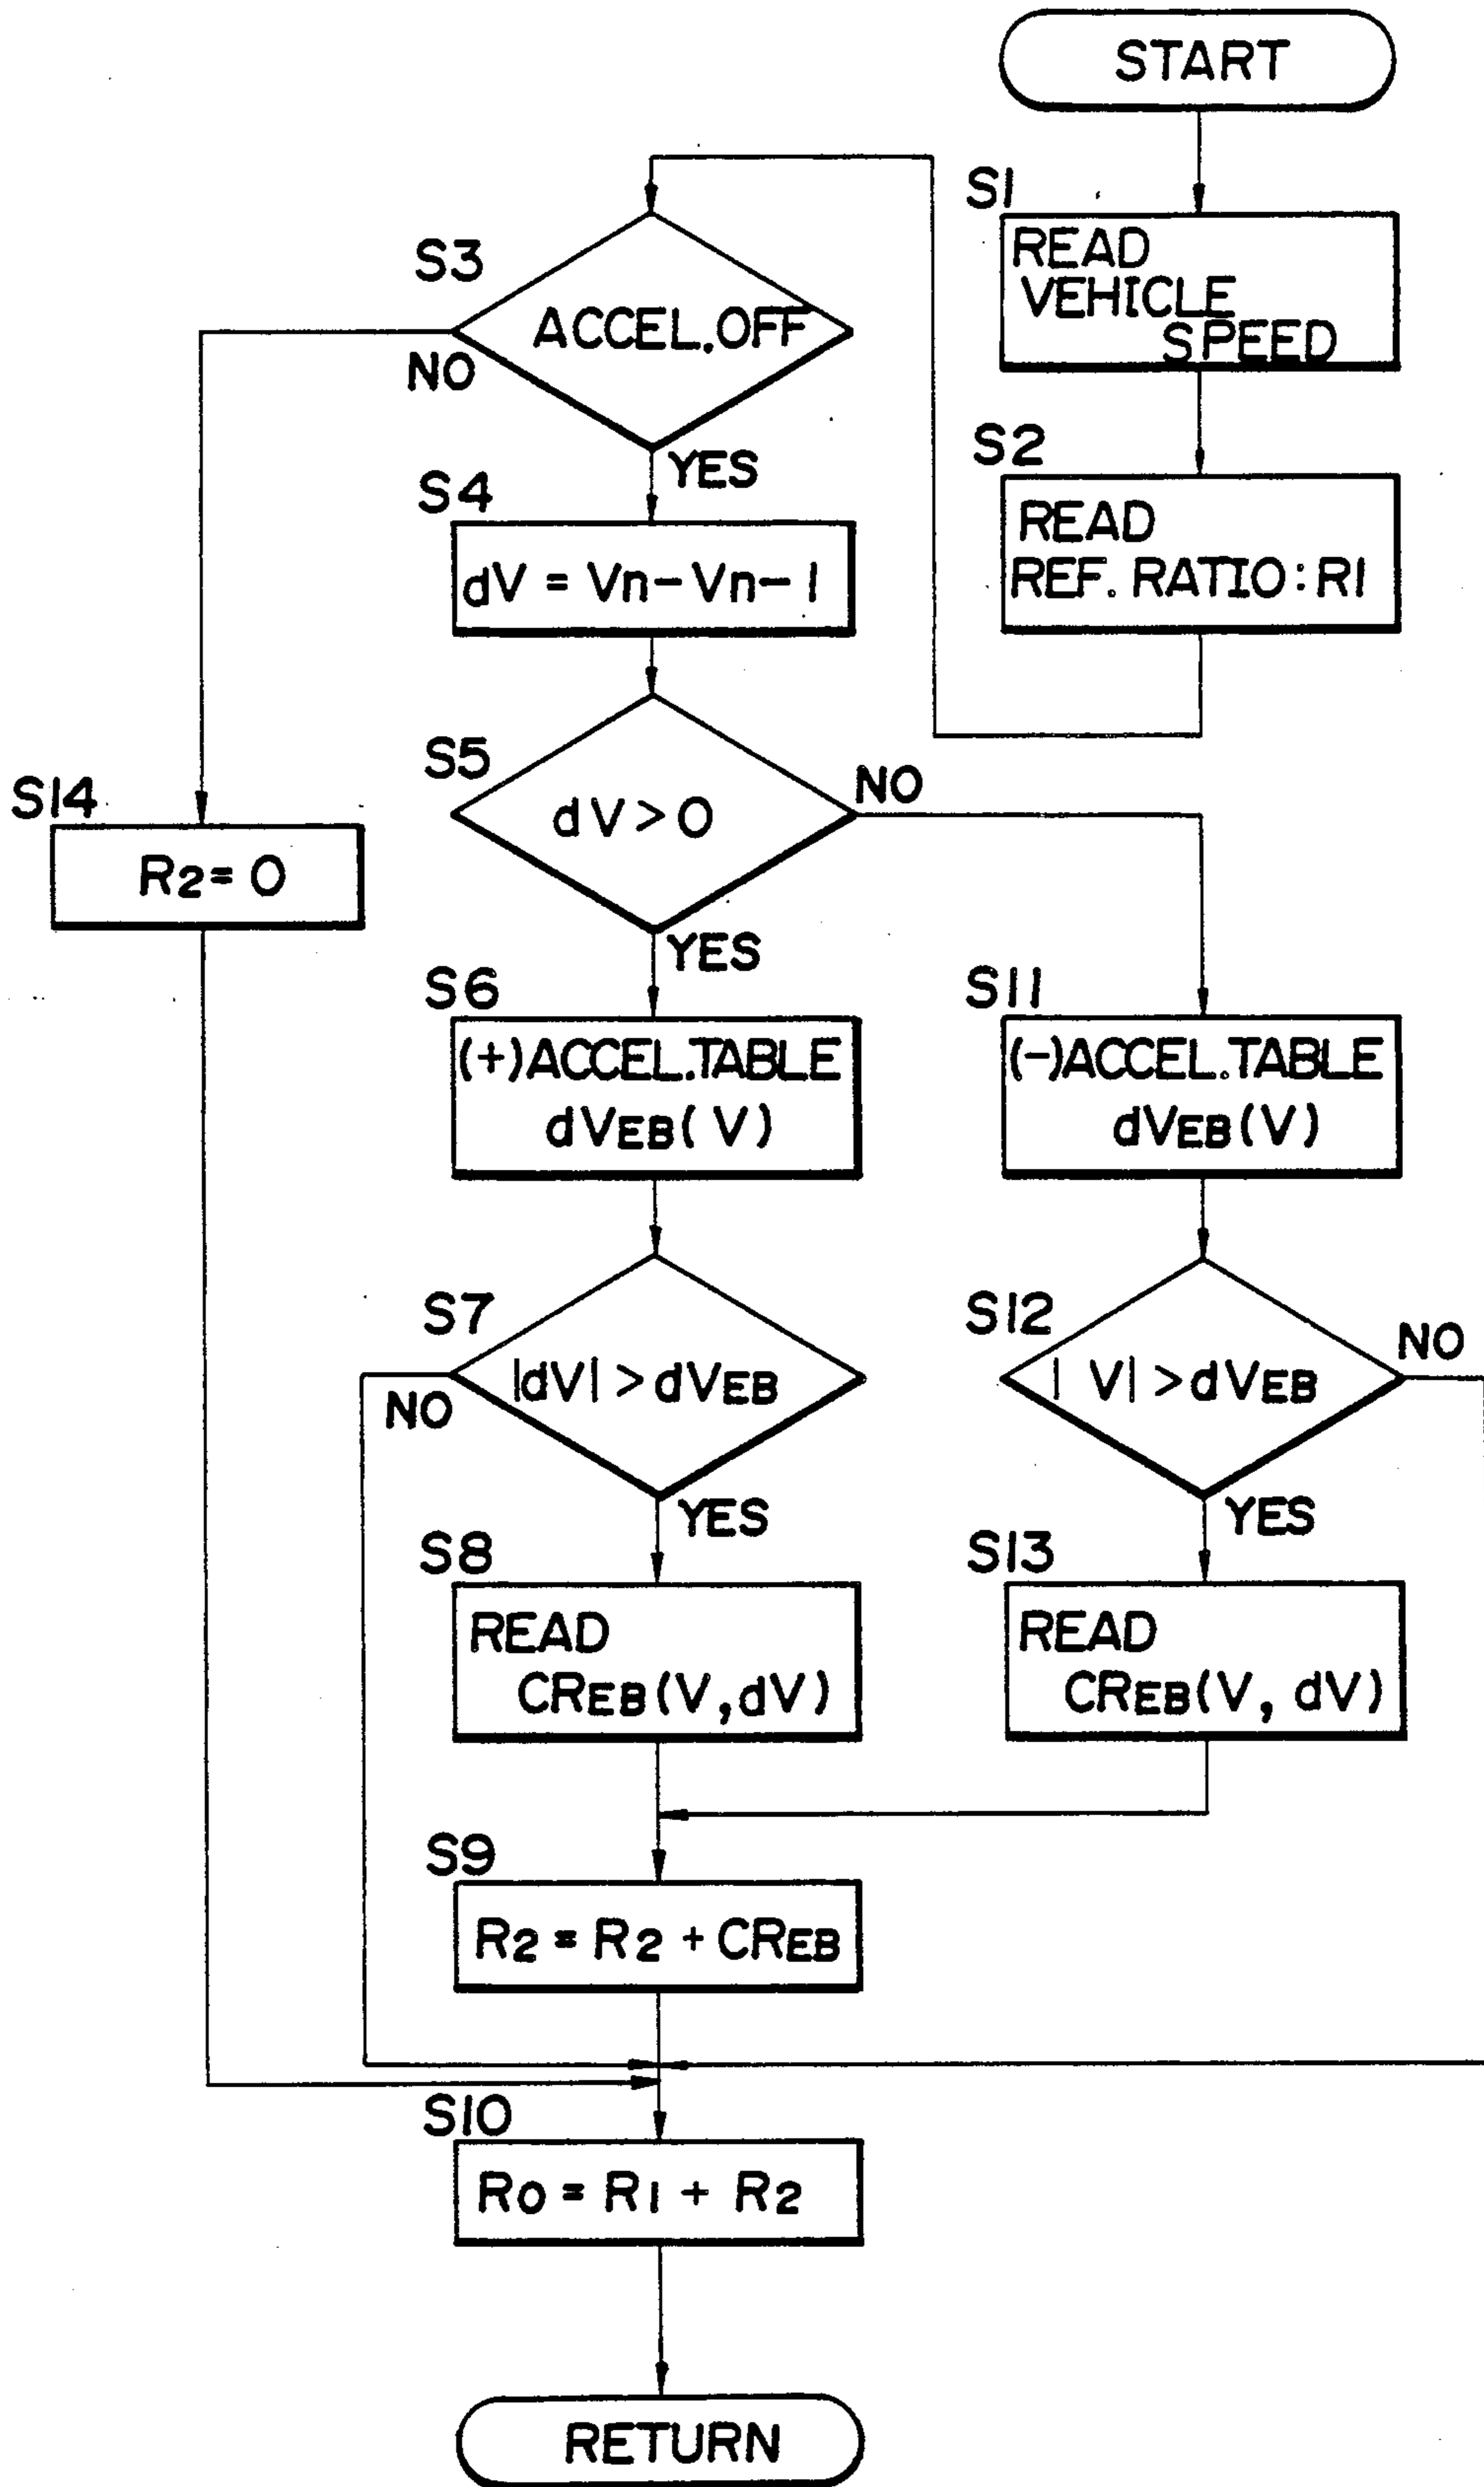 START
S1
READ
VEHICLE
SPEED
S2
READ
REF. RATIO: R1
S3
ACCEL. OFF
NO
YES
S4
dV = Vn - Vn-1
S5
dV > 0
NO
YES
S14
R2 = 0
S6
(+)ACCEL. TABLE
dVEB(V)
S11
(-)ACCEL. TABLE
dVEB(V)
S7
|dV| > dVEB
NO
YES
S12
| V| > dVEB
NO
YES
S8
READ
CREB(V, dV)
S13
READ
CREB(V, dV)
S9
R2 = R2 + CREB
S10
R0 = R1 + R2
RETURN